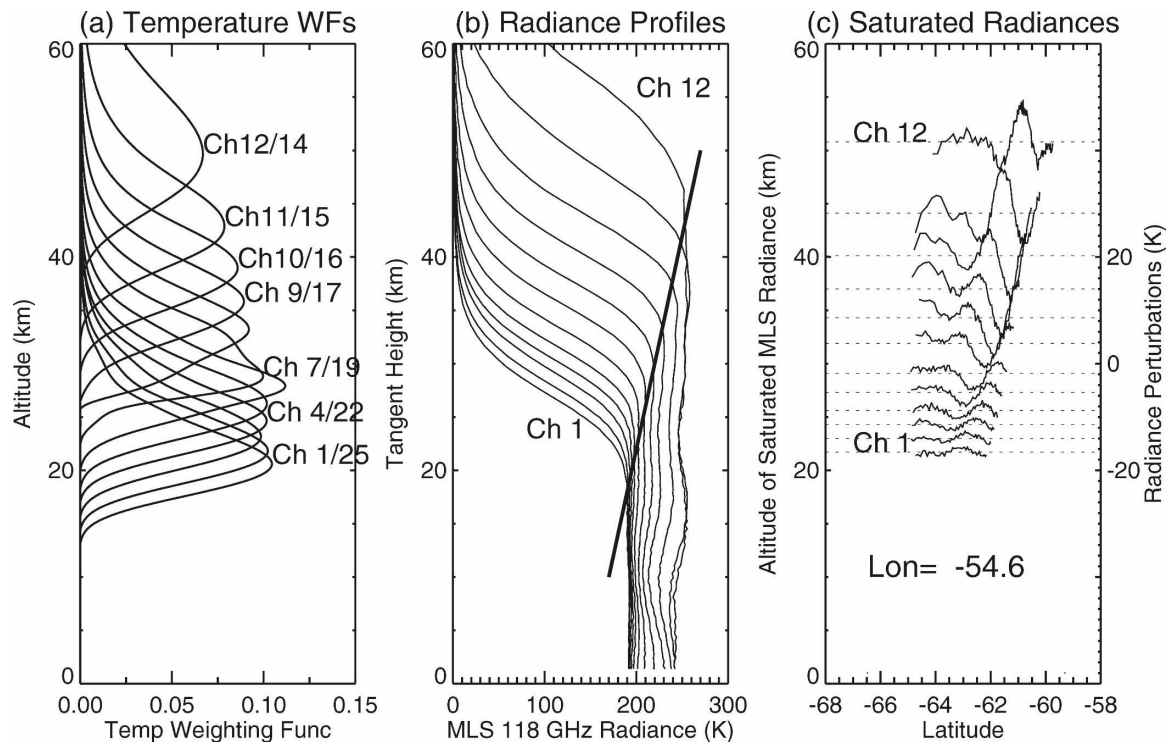 (a) Temperature WFs
(b) Radiance Profiles
(c) Saturated Radiances
60
40
20
0
Altitude (km)
Ch12/14
Ch11/15
Ch10/16
Ch 9/17
Ch 7/19
Ch 4/22
Ch 1/25
0.00 0.05 0.10 0.15
Temp Weighting Func
60
40
20
0
Tangent Height (km)
Ch 12
Ch 1
0 100 200 300
MLS 118 GHz Radiance (K)
60
40
20
0
Altitude of Saturated MLS Radiance (km)
Ch 12
Ch 1
Lon= -54.6
20
0
-20
Radiance Perturbations (K)
-68 -66 -64 -62 -60 -58
Latitude